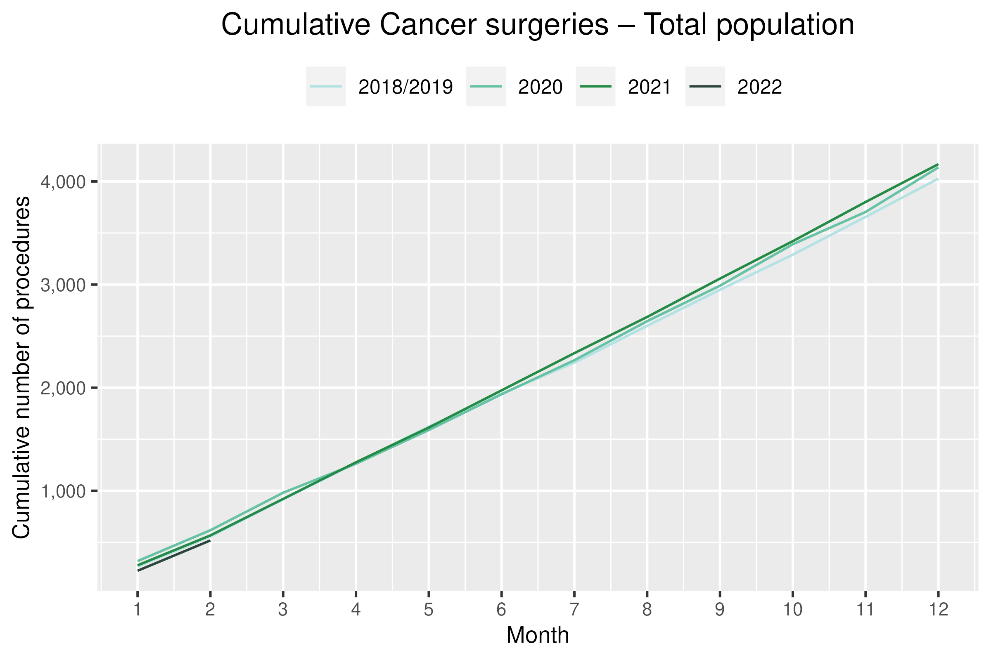 Cumulative Cancer surgeries – Total population
2018/2019 2020 2021 2022
Cumulative number of procedures
4,000
3,000
2,000
1,000
1 2 3 4 5 6 7 8 9 10 11 12
Month